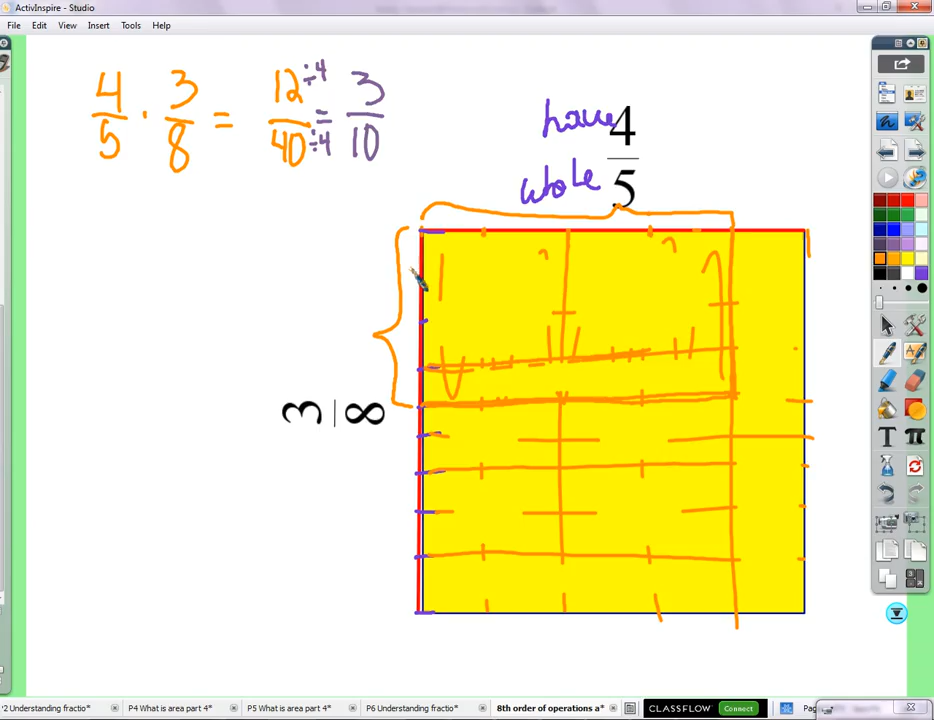 ActivInspire - Studio
File Edit View Insert Tools Help
4/5 · 3/8 = 12/40 ÷4/÷4 = 3/10
have 4
whole 5
3|8
'2 Understanding fractio*
P4 What is area part 4*
P5 What is area part 4*
P6 Understanding fractio*
8th order of operations a*
CLASSFLOW Connect